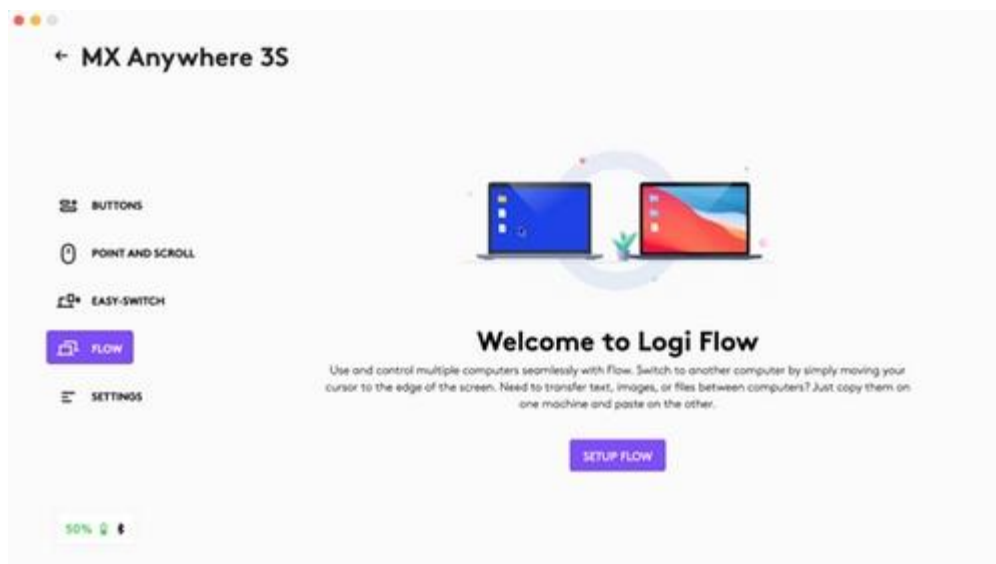 ← MX Anywhere 3S
BUTTONS
POINT AND SCROLL
EASY-SWITCH
FLOW
SETTINGS
Welcome to Logi Flow
Use and control multiple computers seamlessly with Flow. Switch to another computer by simply moving your
cursor to the edge of the screen. Need to transfer text, images, or files between computers? Just copy them on
one machine and paste on the other.
SETUP FLOW
50%